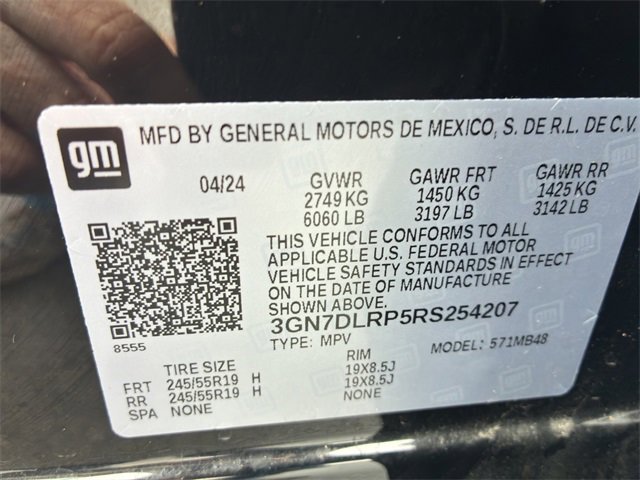 gm
MFD BY GENERAL MOTORS DE MEXICO, S. DE R.L. DE C.V.
04/24
GVWR
2749 KG
6060 LB
GAWR FRT
1450 KG
3197 LB
GAWR RR
1425 KG
3142 LB
THIS VEHICLE CONFORMS TO ALL
APPLICABLE U.S. FEDERAL MOTOR
VEHICLE SAFETY STANDARDS IN EFFECT
ON THE DATE OF MANUFACTURE
SHOWN ABOVE.
3GN7DLRP5RS254207
TYPE: MPV
MODEL: 571MB48
8555
TIRE SIZE
RIM
FRT 245/55R19 H 19X8.5J
RR 245/55R19 H 19X8.5J
SPA NONE NONE